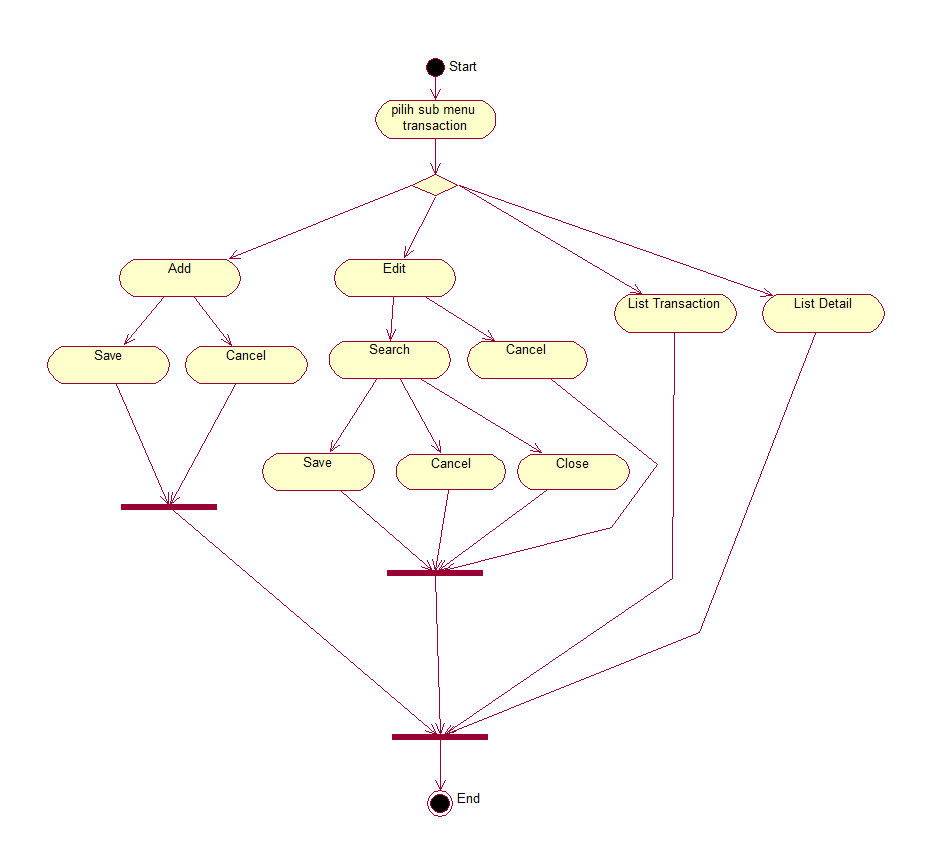 Start
pilih sub menu
transaction
Add
Edit
List Transaction
List Detail
Save
Cancel
Search
Cancel
Save
Cancel
Close
End